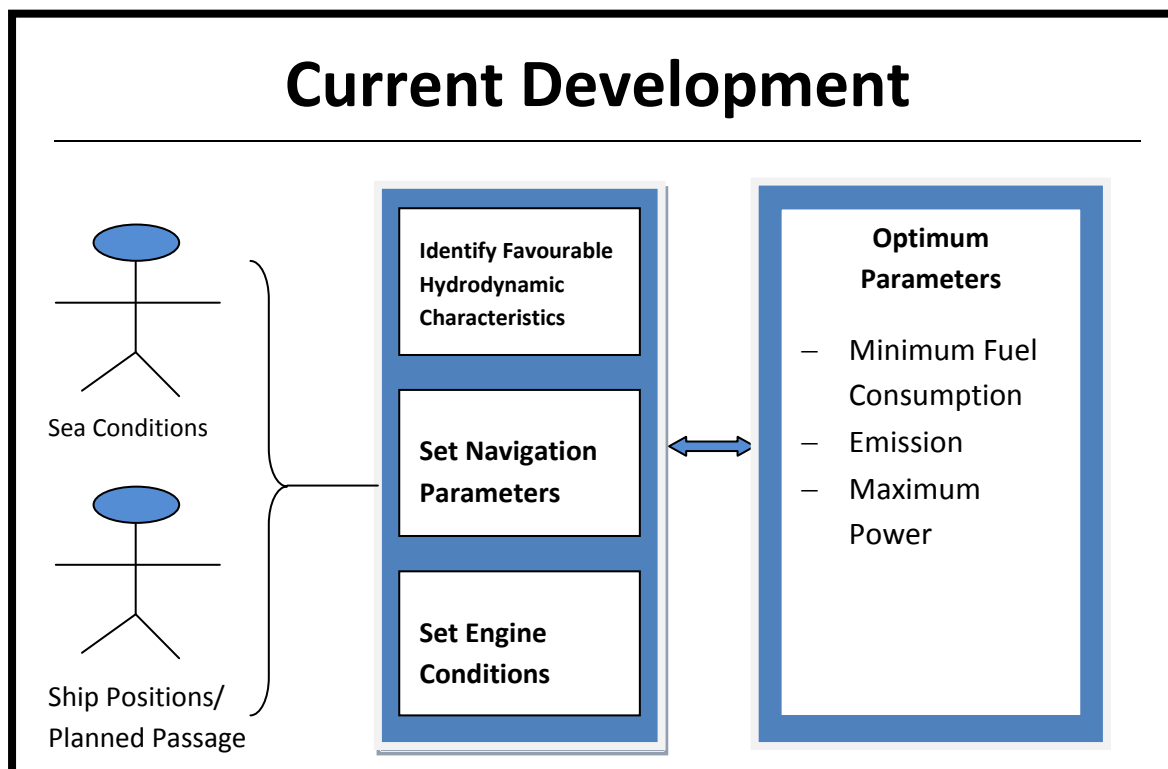 Current Development
Sea Conditions
Ship Positions/
Planned Passage
Identify Favourable
Hydrodynamic
Characteristics
Set Navigation
Parameters
Set Engine
Conditions
Optimum
Parameters
– Minimum Fuel
Consumption
– Emission
– Maximum
Power